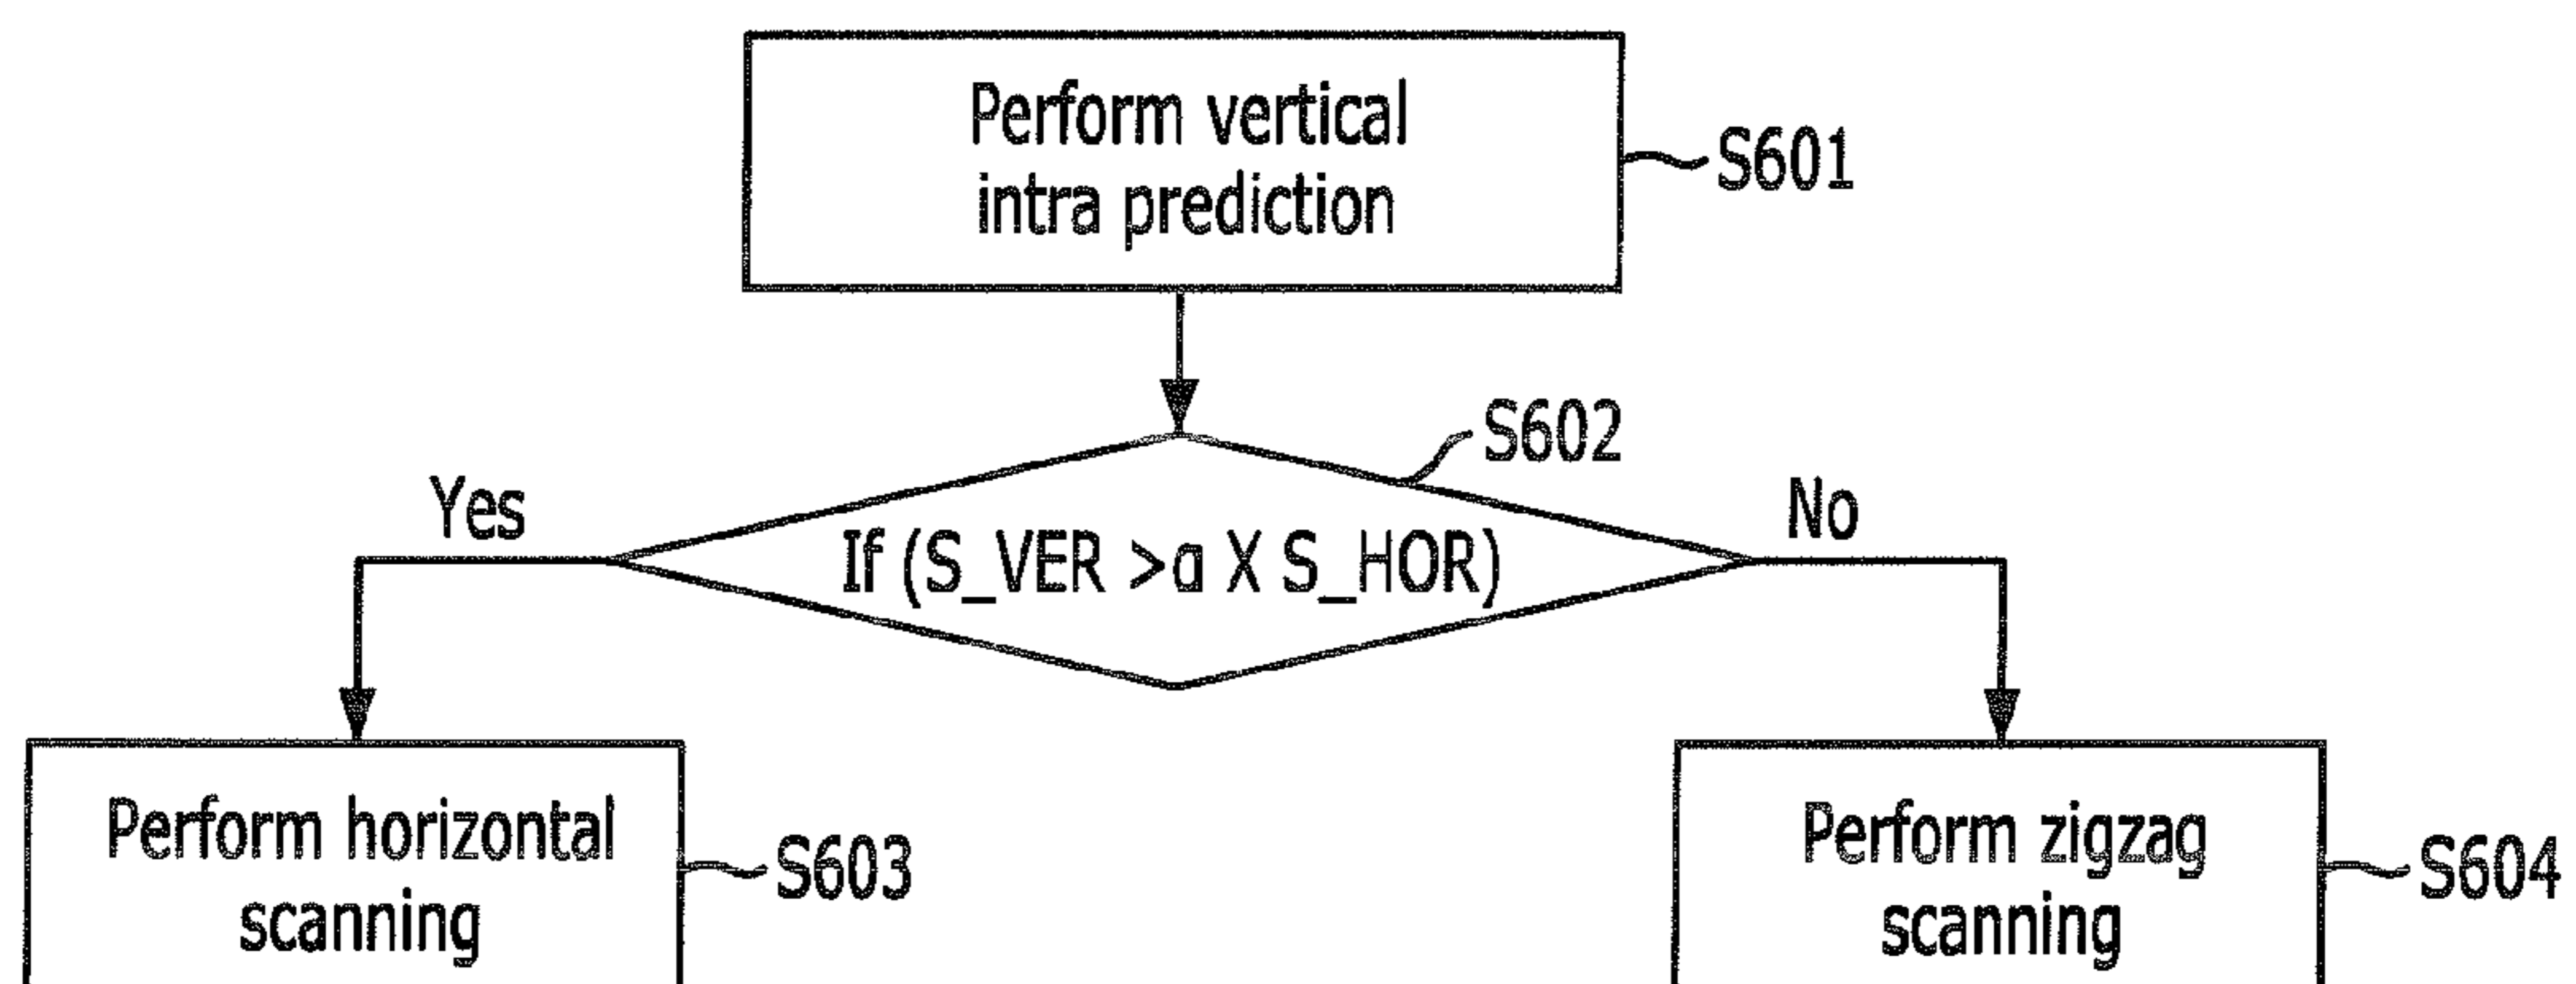 Perform vertical
intra prediction
S601
S602
Yes
No
If (S_VER >a X S_HOR)
Perform horizontal
scanning
S603
Perform zigzag
scanning
S604